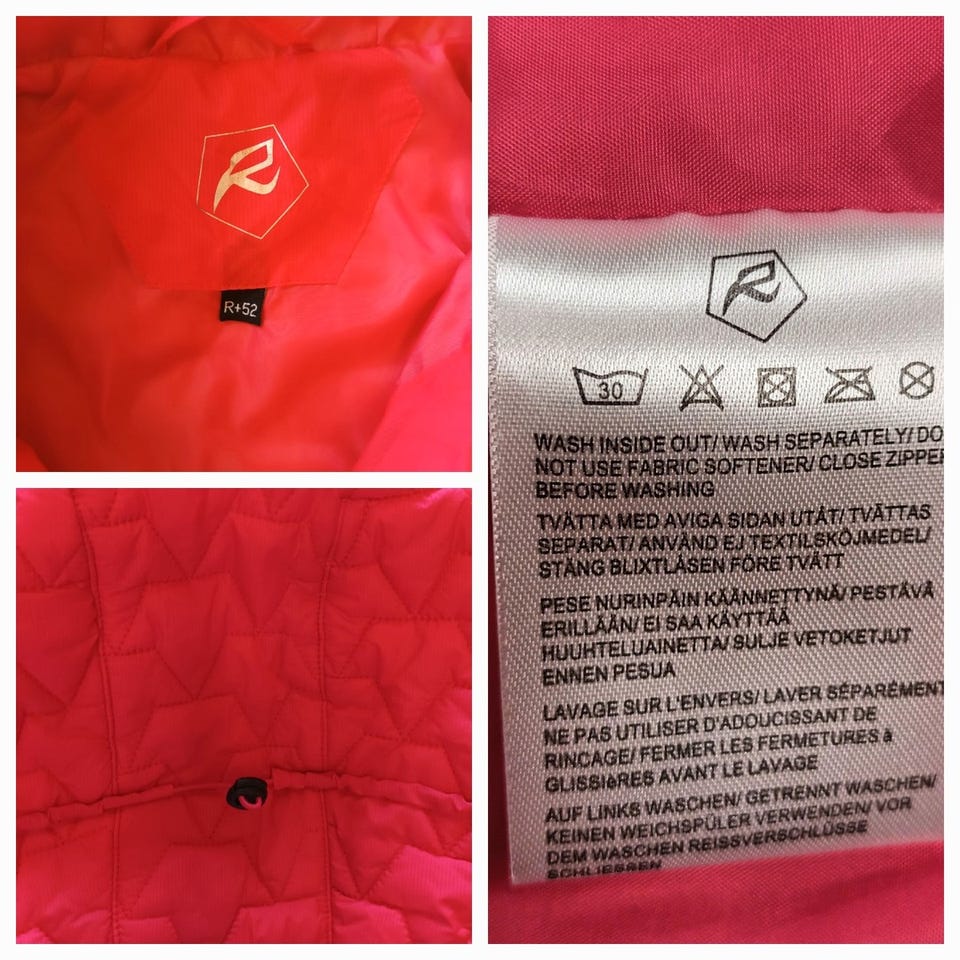 R+52
30
WASH INSIDE OUT/ WASH SEPARATELY/ DO
NOT USE FABRIC SOFTENER/ CLOSE ZIPPER
BEFORE WASHING
TVÄTTA MED AVIGA SIDAN UTÅT/ TVÄTTAS
SEPARAT/ ANVÄND EJ TEXTILSKÖJMEDEL/
STÄNG BLIXTLÅSEN FÖRE TVÄTT
PESE NURINPÄIN KÄÄNNETTYNÄ/ PESTÄVÄ
ERILLÄÄN/ EI SAA KÄYTTÄÄ
HUUHTELUAINETTA/ SULJE VETOKETJUT
ENNEN PESUA
LAVAGE SUR L'ENVERS/ LAVER SÉPARÉMENT
NE PAS UTILISER D'ADOUCISSANT DE
RINCAGE/ FERMER LES FERMETURES à
GLISSIèRES AVANT LE LAVAGE
AUF LINKS WASCHEN/ GETRENNT WASCHEN/
KEINEN WEICHSPÜLER VERWENDEN/ VOR
DEM WASCHEN REISSVERSCHLÜSSE
SCHLIESSEN